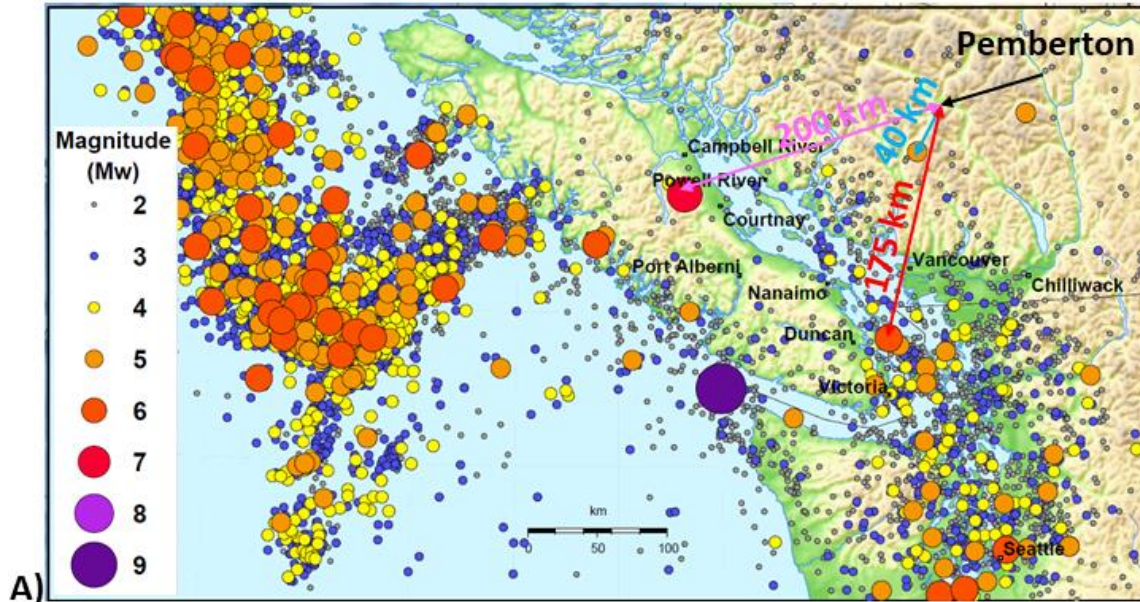 Pemberton
200 km
40 km
175 km
Magnitude
(Mw)
2
3
4
5
6
7
8
9
Campbell River
Powell River
Courtnay
Port Alberni
Vancouver
Nanaimo
Chilliwack
Duncan
Victoria
km
0 50 100
Seattle
A)